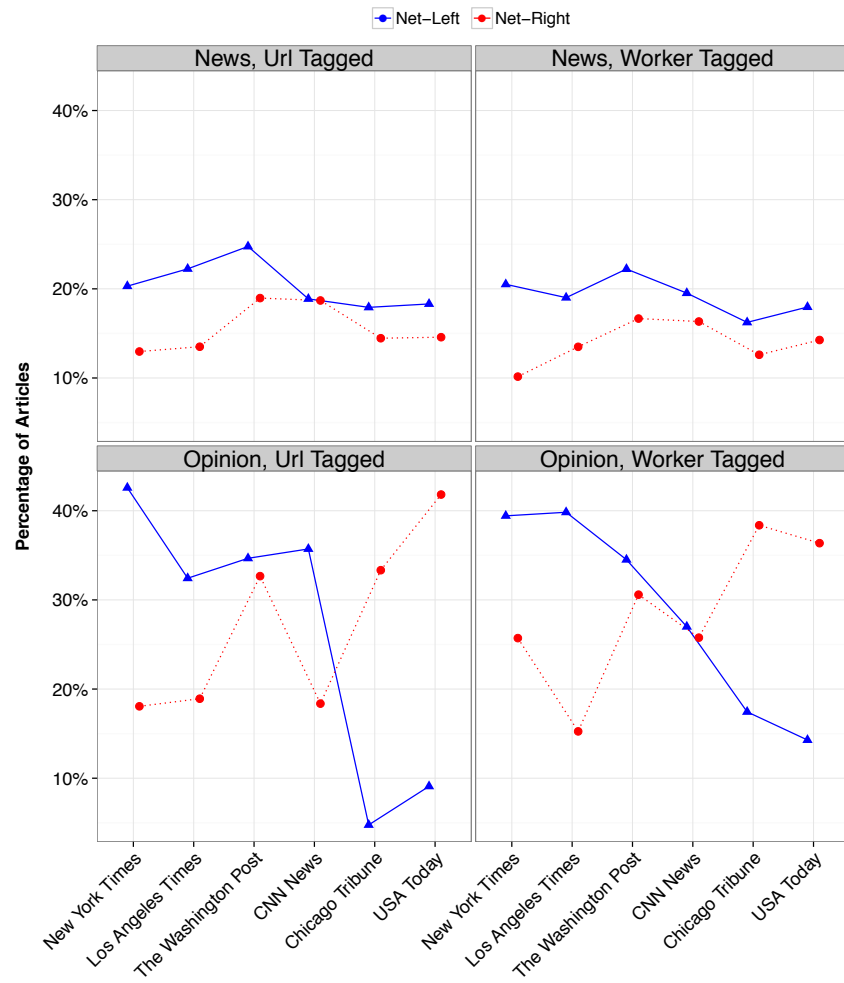 Net−Left Net−Right
News, Url Tagged
News, Worker Tagged
40%
30%
20%
10%
Opinion, Url Tagged
Opinion, Worker Tagged
40%
30%
20%
10%
Percentage of Articles
New York Times
Los Angeles Times
The Washington Post
CNN News
Chicago Tribune
USA Today
New York Times
Los Angeles Times
The Washington Post
CNN News
Chicago Tribune
USA Today